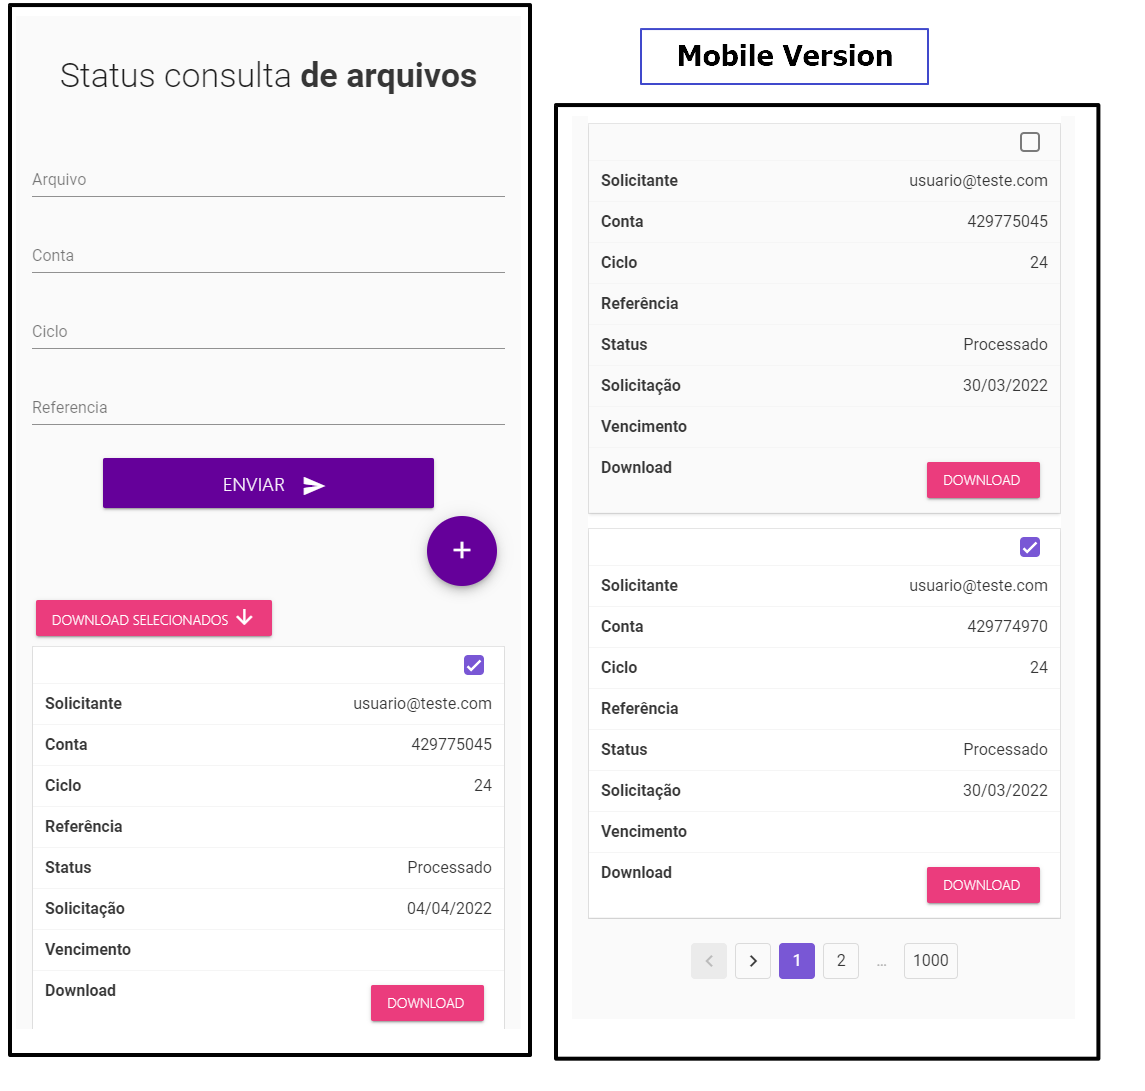 Status consulta de arquivos
Arquivo
Conta
Ciclo
Referencia
ENVIAR
+
DOWNLOAD SELECIONADOS
Solicitante usuario@teste.com
Conta 429775045
Ciclo 24
Referência
Status Processado
Solicitação 04/04/2022
Vencimento
Download DOWNLOAD
Mobile Version
Solicitante usuario@teste.com
Conta 429775045
Ciclo 24
Referência
Status Processado
Solicitação 30/03/2022
Vencimento
Download DOWNLOAD
Solicitante usuario@teste.com
Conta 429774970
Ciclo 24
Referência
Status Processado
Solicitação 30/03/2022
Vencimento
Download DOWNLOAD
1 2 ... 1000